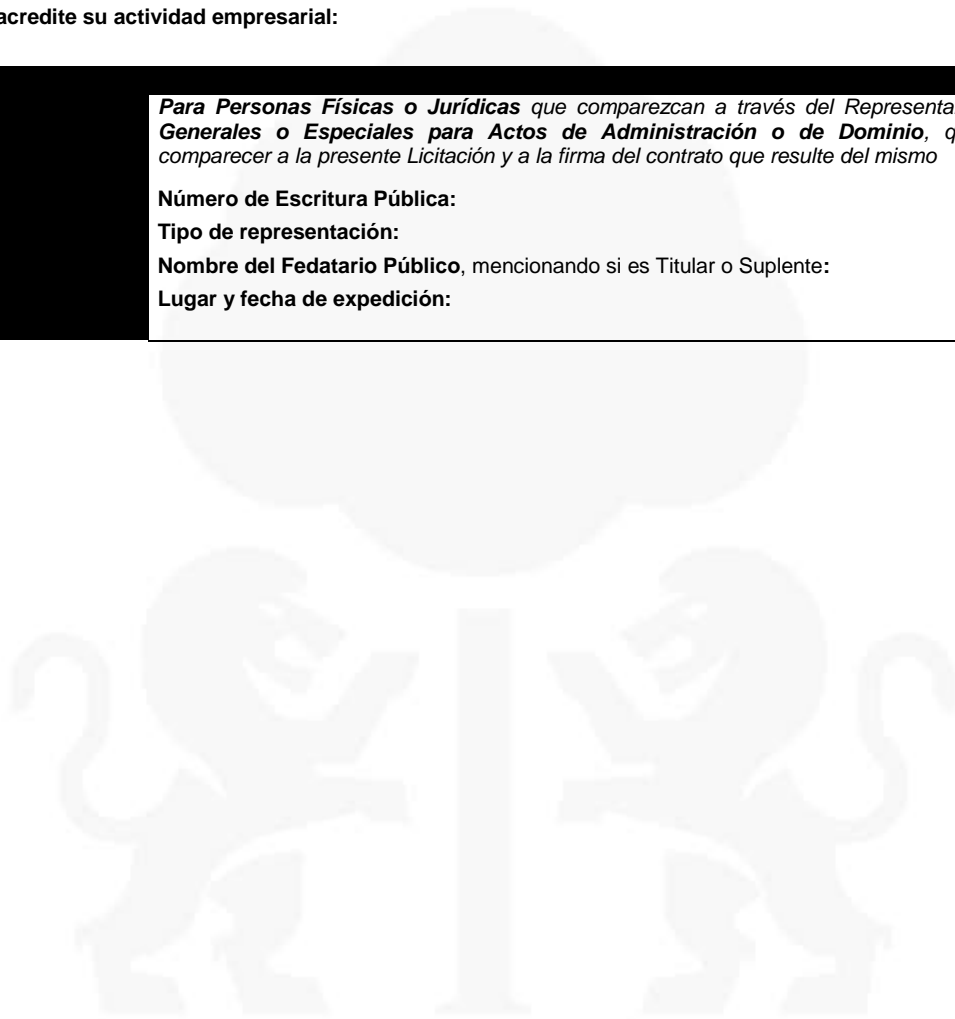 acredite su actividad empresarial:
Para Personas Físicas o Jurídicas que comparezcan a través del
Generales o Especiales para Actos de Administración o de Dominio,
comparecer a la presente Licitación y a la firma del contrato que resulte del mismo
Número de Escritura Pública:
Tipo de representación:
Nombre del Fedatario Público, mencionando si es Titular o Suplente:
Lugar y fecha de expedición: